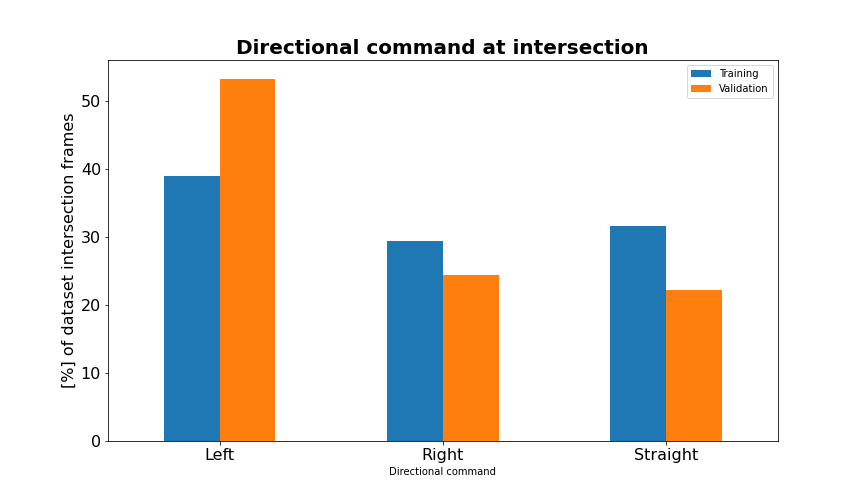 Directional command at intersection
Training
Validation
[%] of dataset intersection frames
50
40
30
20
10
0
Left
Right
Straight
Directional command